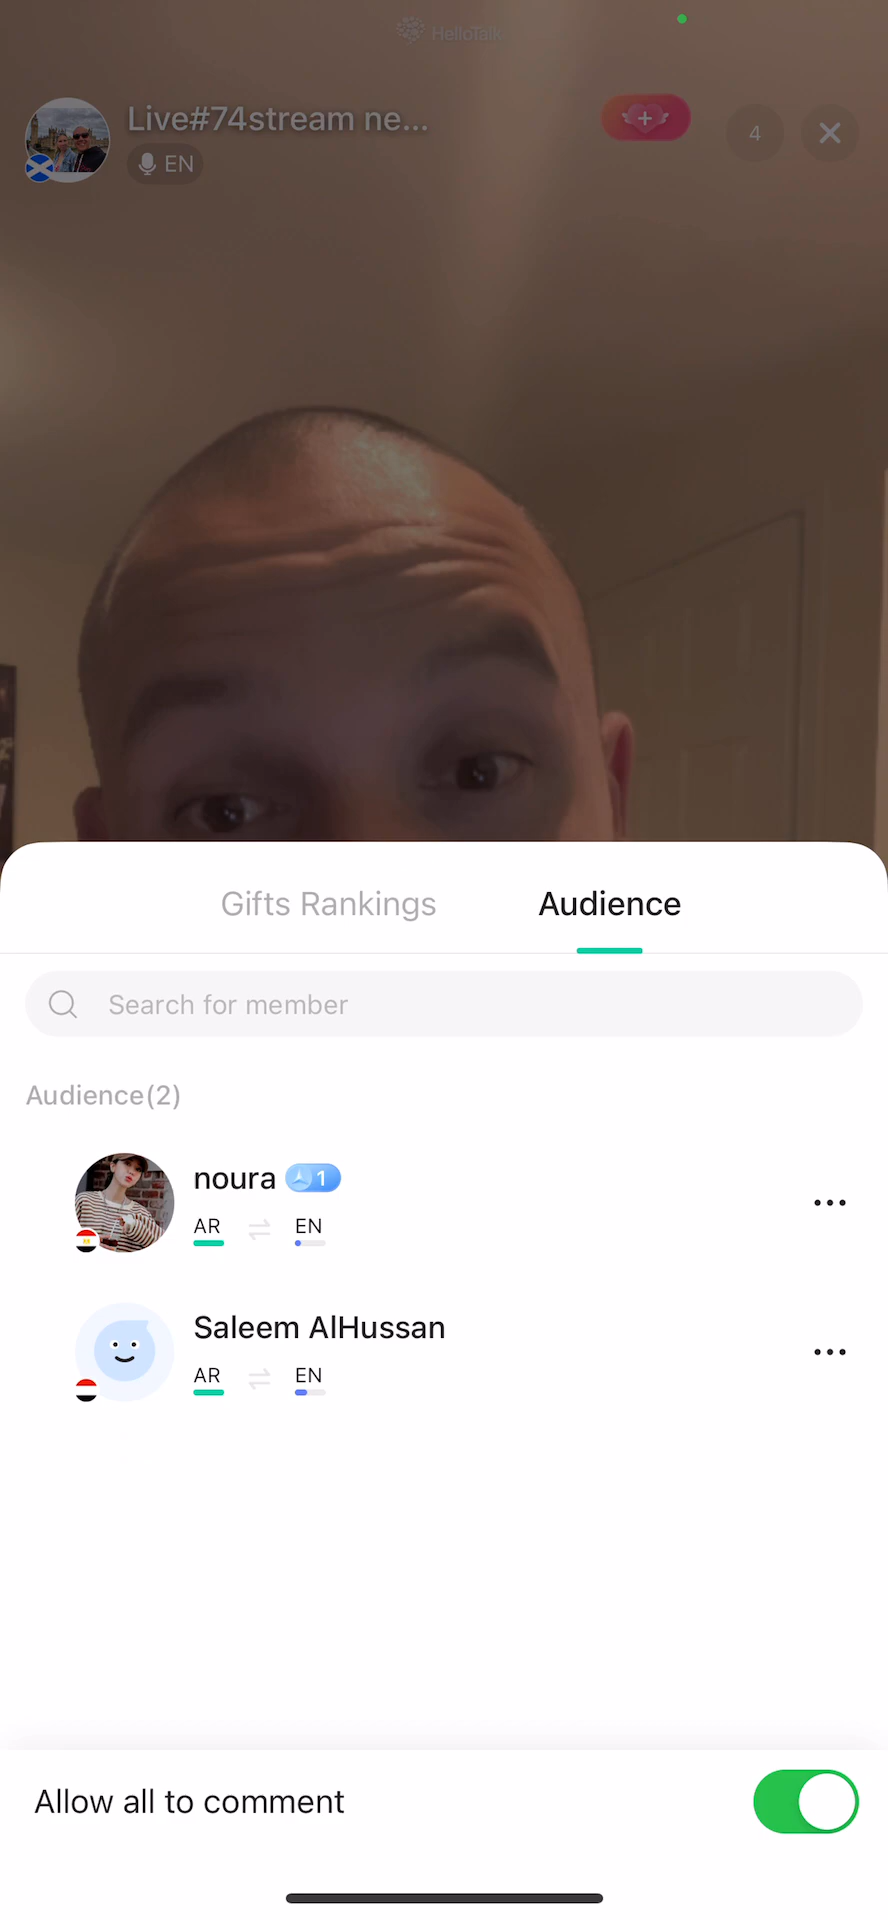 HelloTalk
Live#74stream ne...
EN
4
Gifts Rankings
Audience
Search for member
Audience(2)
noura 1
AR EN
Saleem AlHussan
AR EN
Allow all to comment